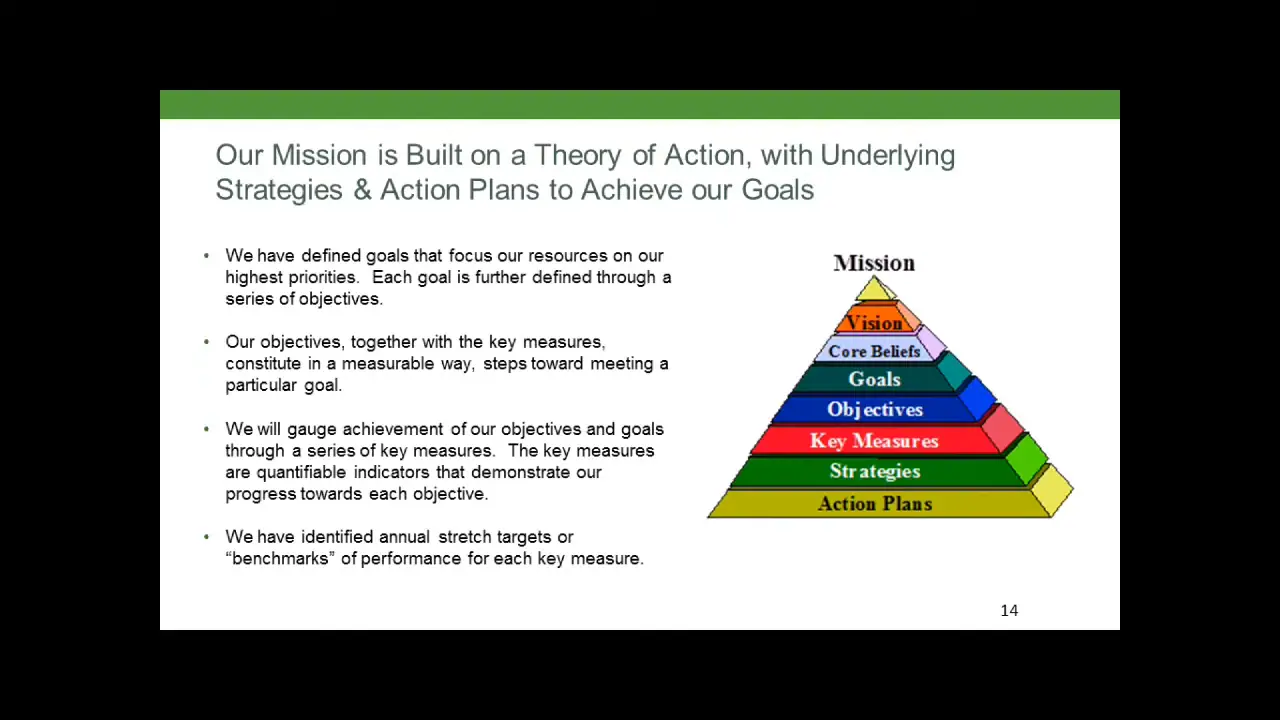 Our Mission is Built on a Theory of Action, with Underlying
Strategies & Action Plans to Achieve our Goals
• We have defined goals that focus our resources on our
highest priorities.  Each goal is further defined through a
series of objectives.
• Our objectives, together with the key measures,
constitute in a measurable way, steps toward meeting a
particular goal.
• We will gauge achievement of our objectives and goals
through a series of key measures.  The key measures
are quantifiable indicators that demonstrate our
progress towards each objective.
• We have identified annual stretch targets or
“benchmarks” of performance for each key measure.
Mission
Vision
Core Beliefs
Goals
Objectives
Key Measures
Strategies
Action Plans
14